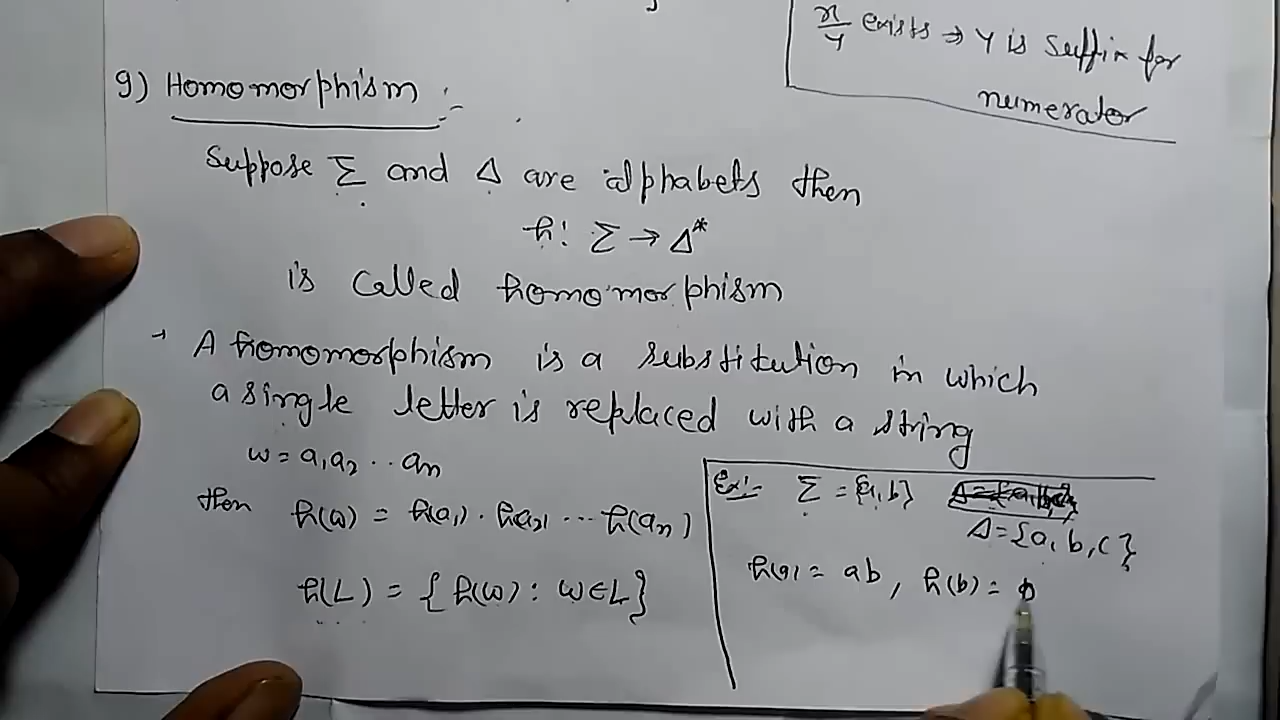 x/y exists ⇒ y is suffix for
numerator
9) Homomorphism :-
Suppose Σ and Δ are alphabets then
h: Σ → Δ*
is called homomorphism
→ A homomorphism is a substitution in which
a single letter is replaced with a string
w = a₁a₂ .. aₙ
then h(a) = h(a₁) . h(a₂) ... h(aₙ)
h(L) = { h(w) : w ∈ L }
Ex:- Σ = {a, b}
Δ = {a, b, c}
h(a) = ab, h(b) =